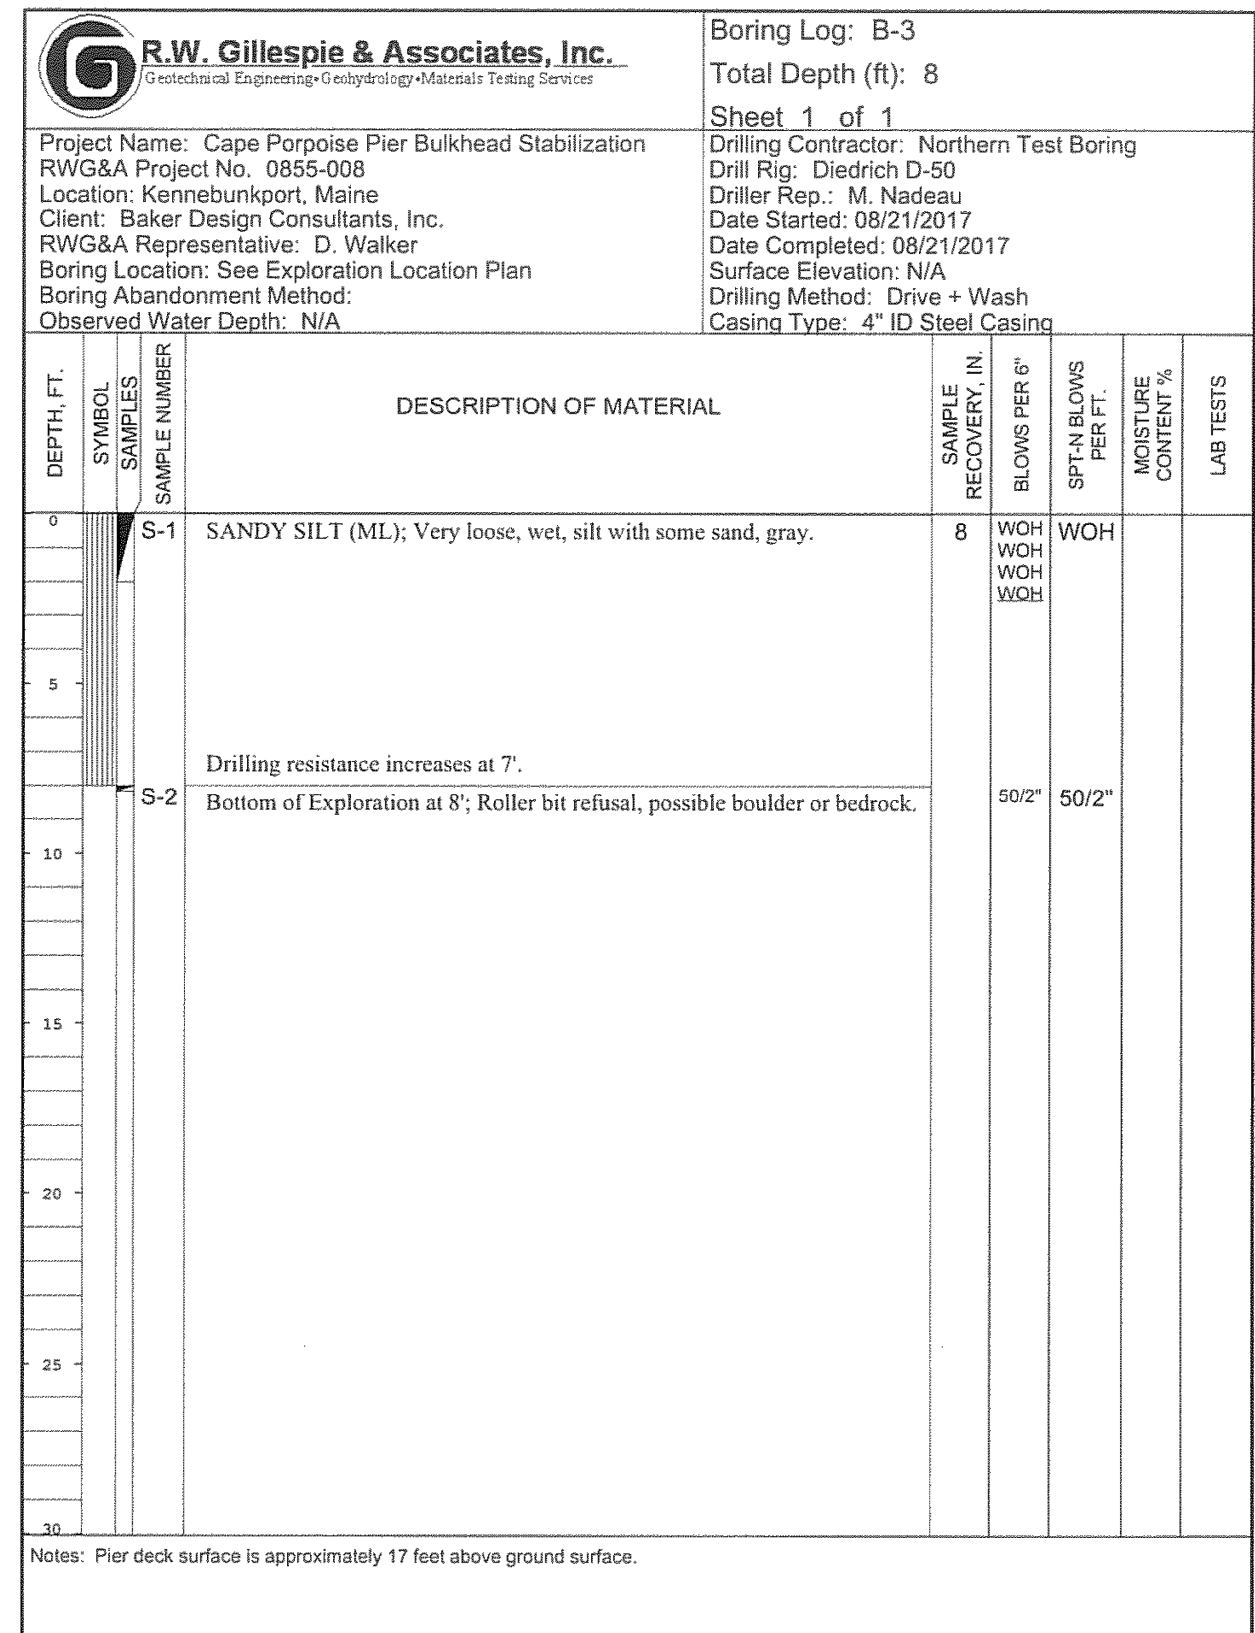 G
R.W. Gillespie & Associates, Inc.
Geotechnical Engineering•Geohydrology•Materials Testing Services
Boring Log: B-3
Total Depth (ft): 8
Sheet 1 of 1
Project Name: Cape Porpoise Pier Bulkhead Stabilization
RWG&A Project No. 0855-008
Location: Kennebunkport, Maine
Client: Baker Design Consultants, Inc.
RWG&A Representative: D. Walker
Boring Location: See Exploration Location Plan
Boring Abandonment Method:
Observed Water Depth: N/A
Drilling Contractor: Northern Test Boring
Drill Rig: Diedrich D-50
Driller Rep.: M. Nadeau
Date Started: 08/21/2017
Date Completed: 08/21/2017
Surface Elevation: N/A
Drilling Method: Drive + Wash
Casing Type: 4" ID Steel Casing
DEPTH, FT.
SYMBOL
SAMPLES
SAMPLE NUMBER
DESCRIPTION OF MATERIAL
SAMPLE
RECOVERY, IN.
BLOWS PER 6"
SPT-N BLOWS
PER FT.
MOISTURE
CONTENT %
LAB TESTS
0
S-1 SANDY SILT (ML); Very loose, wet, silt with some sand, gray. 8 WOH WOH
WOH
WOH
WOH
5
Drilling resistance increases at 7'.
S-2 Bottom of Exploration at 8'; Roller bit refusal, possible boulder or bedrock. 50/2" 50/2"
10
15
20
25
30
Notes: Pier deck surface is approximately 17 feet above ground surface.